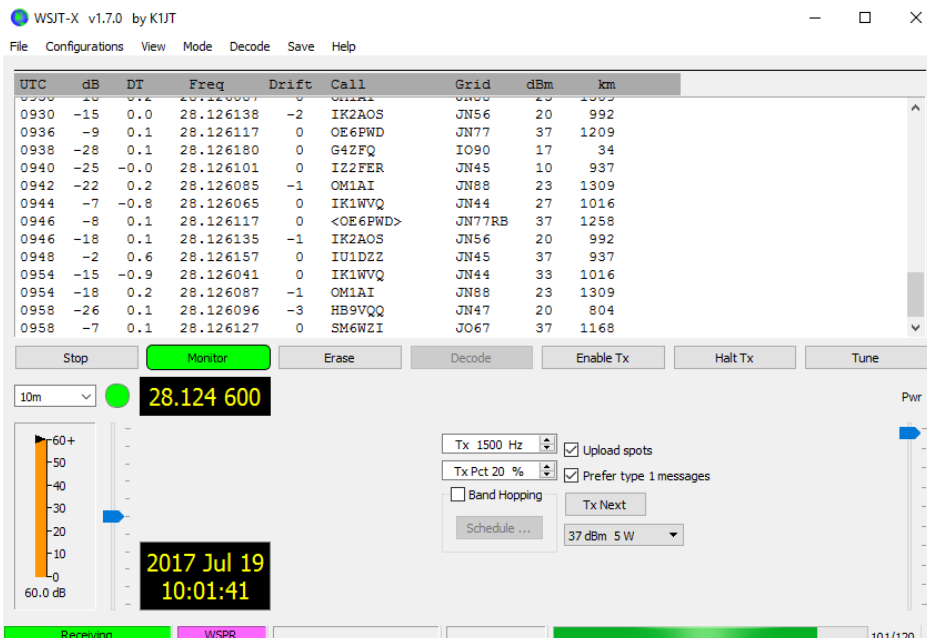 WSJT-X v1.7.0 by K1JT
File Configurations View Mode Decode Save Help
UTC dB DT Freq Drift Call Grid dBm km
0930 -15 0.0 28.126138 -2 IK2AOS JN56 20 992
0936 -9 0.1 28.126117 0 OE6PWD JN77 37 1209
0938 -28 0.1 28.126180 0 G4ZFQ IO90 17 34
0940 -25 -0.0 28.126101 0 IZ2FER JN45 10 937
0942 -22 0.2 28.126085 -1 OM1AI JN88 23 1309
0944 -7 -0.8 28.126065 0 IK1WVQ JN44 27 1016
0946 -8 0.1 28.126117 0 <OE6PWD> JN77RB 37 1258
0946 -18 0.1 28.126135 -1 IK2AOS JN56 20 992
0948 -2 0.6 28.126157 0 IU1DZZ JN45 37 937
0954 -15 -0.9 28.126041 0 IK1WVQ JN44 33 1016
0954 -18 0.2 28.126087 -1 OM1AI JN88 23 1309
0958 -26 0.1 28.126096 -3 HB9VQQ JN47 20 804
0958 -7 0.1 28.126127 0 SM6WZI JO67 37 1168
Stop Monitor Erase Decode Enable Tx Halt Tx Tune
10m 28.124 600 Pwr
60+
50
40
30
20
10
0
60.0 dB
Tx 1500 Hz Upload spots
Tx Pct 20 % Prefer type 1 messages
Band Hopping Tx Next
Schedule ... 37 dBm 5 W
2017 Jul 19
10:01:41
Receiving WSPR 101/120